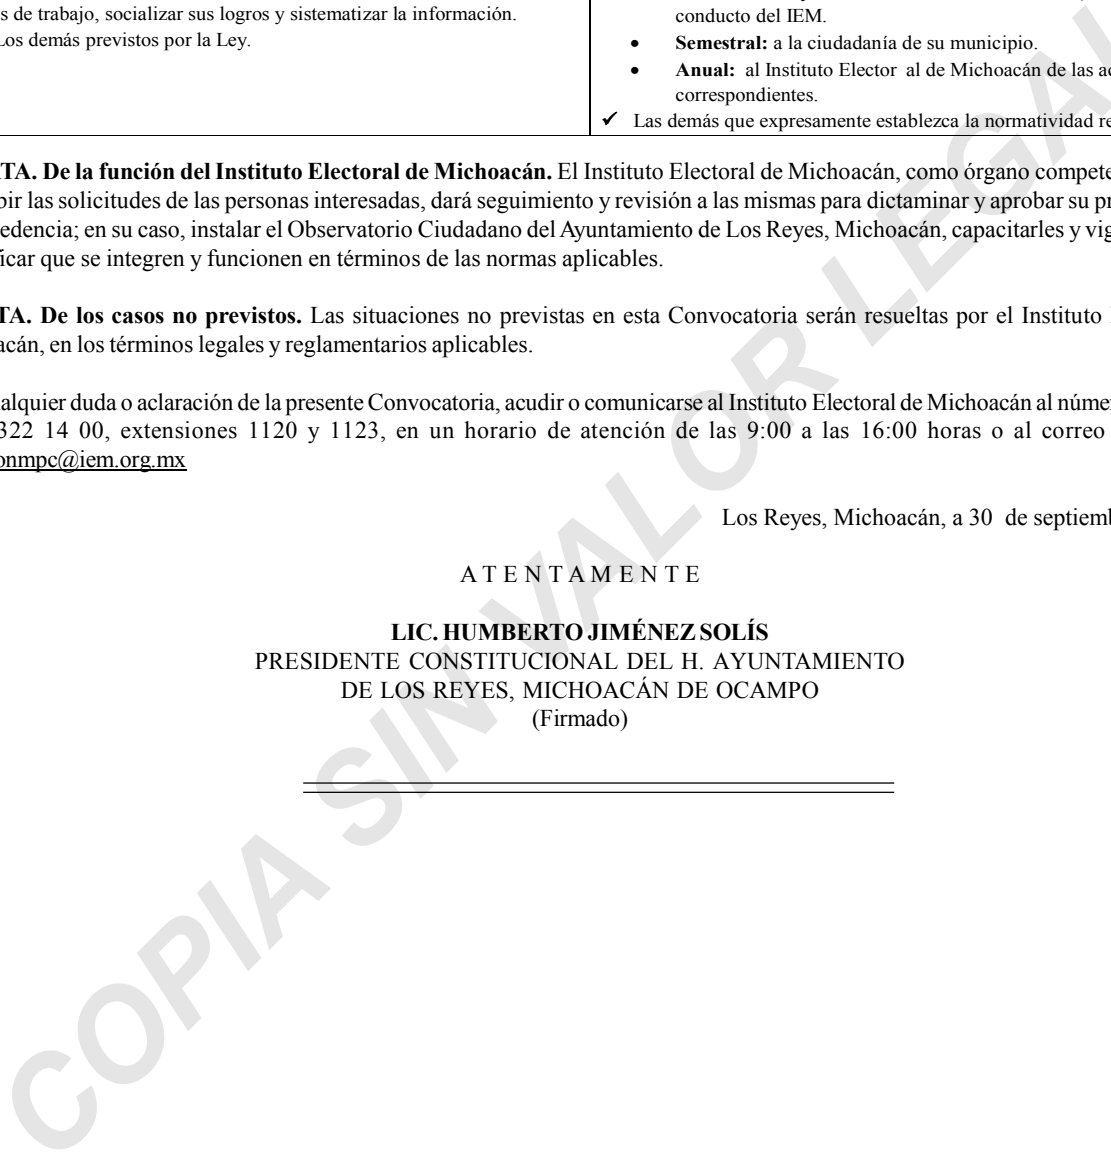 s de trabajo, socializar sus logros y sistematizar la información.
Los demás previstos por la Ley.
conducto del IEM.
• Semestral: a la ciudadanía de su municipio.
• Anual: al Instituto Elector al de Michoacán de las ac
correspondientes.
✓ Las demás que expresamente establezca la normatividad re
TA. De la función del Instituto Electoral de Michoacán. El Instituto Electoral de Michoacán, como órgano compete
bir las solicitudes de las personas interesadas, dará seguimiento y revisión a las mismas para dictaminar y aprobar su pr
edencia; en su caso, instalar el Observatorio Ciudadano del Ayuntamiento de Los Reyes, Michoacán, capacitarles y vig
ficar que se integren y funcionen en términos de las normas aplicables.
TA. De los casos no previstos. Las situaciones no previstas en esta Convocatoria serán resueltas por el Instituto
acán, en los términos legales y reglamentarios aplicables.
alquier duda o aclaración de la presente Convocatoria, acudir o comunicarse al Instituto Electoral de Michoacán al númer
322 14 00, extensiones 1120 y 1123, en un horario de atención de las 9:00 a las 16:00 horas o al correo
onmpc@iem.org.mx
Los Reyes, Michoacán, a 30 de septiemb
A T E N T A M E N T E
LIC. HUMBERTO JIMÉNEZ SOLÍS
PRESIDENTE CONSTITUCIONAL DEL H. AYUNTAMIENTO
DE LOS REYES, MICHOACÁN DE OCAMPO
(Firmado)
COPIA SIN VALOR LEGAL